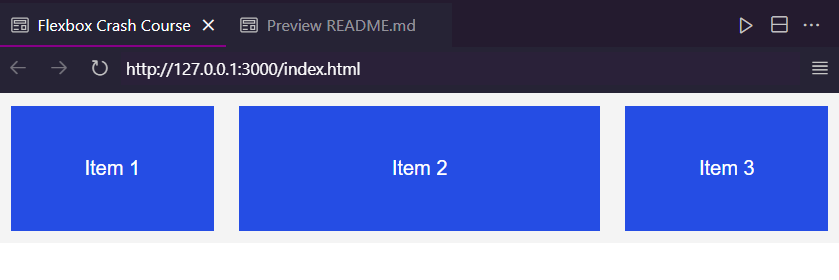 Flexbox Crash Course
Preview README.md
http://127.0.0.1:3000/index.html
Item 1
Item 2
Item 3